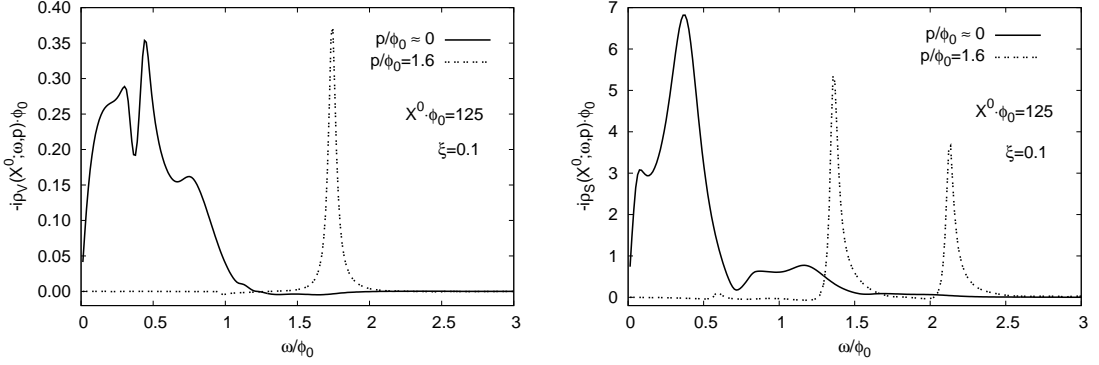 -iρV(X⁰;ω,p)·ϕ₀
0.40
0.35
0.30
0.25
0.20
0.15
0.10
0.05
0.00
p/ϕ₀ ≈ 0
p/ϕ₀=1.6
X⁰·ϕ₀=125
ξ=0.1
0 0.5 1 1.5 2 2.5 3
ω/ϕ₀
-iρS(X⁰;ω,p)·ϕ₀
7
6
5
4
3
2
1
0
p/ϕ₀ ≈ 0
p/ϕ₀=1.6
X⁰·ϕ₀=125
ξ=0.1
0 0.5 1 1.5 2 2.5 3
ω/ϕ₀